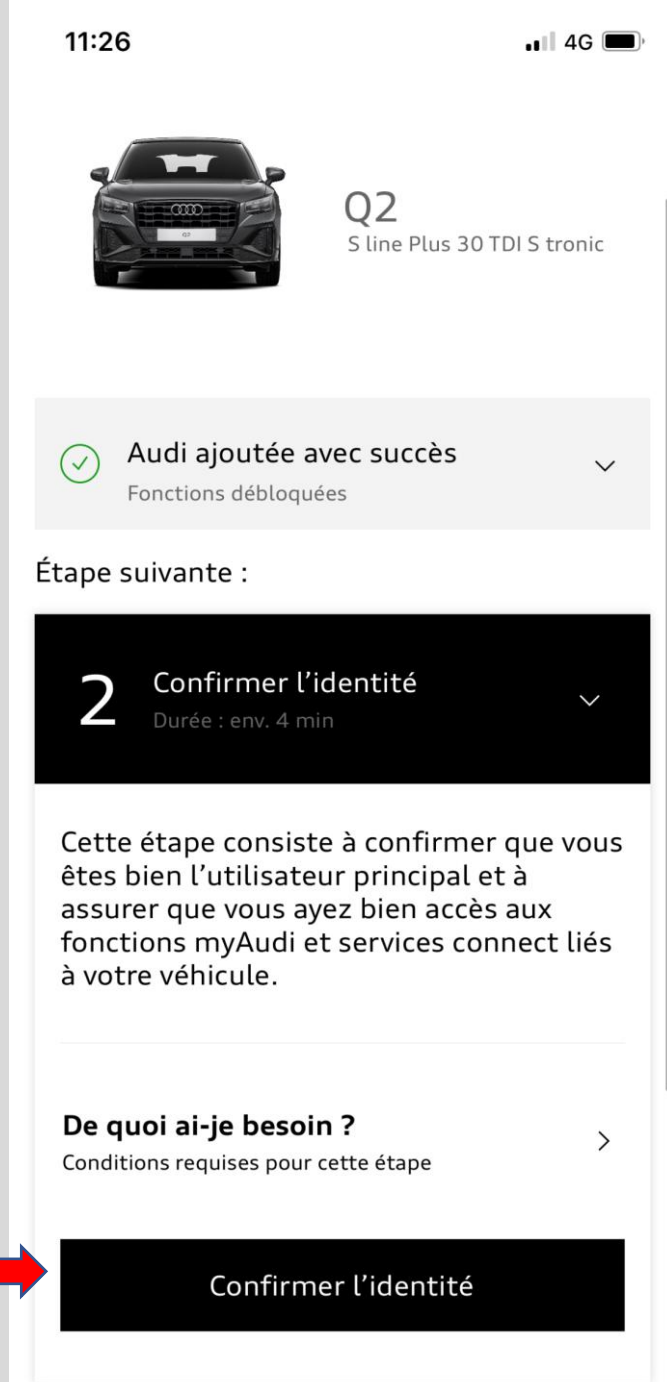 11:26
4G
Q2
S line Plus 30 TDI S tronic
Audi ajoutée avec succès
Fonctions débloquées
Étape suivante :
2
Confirmer l’identité
Durée : env. 4 min
Cette étape consiste à confirmer que vous
êtes bien l’utilisateur principal et à
assurer que vous ayez bien accès aux
fonctions myAudi et services connect liés
à votre véhicule.
De quoi ai-je besoin ?
Conditions requises pour cette étape
Confirmer l’identité